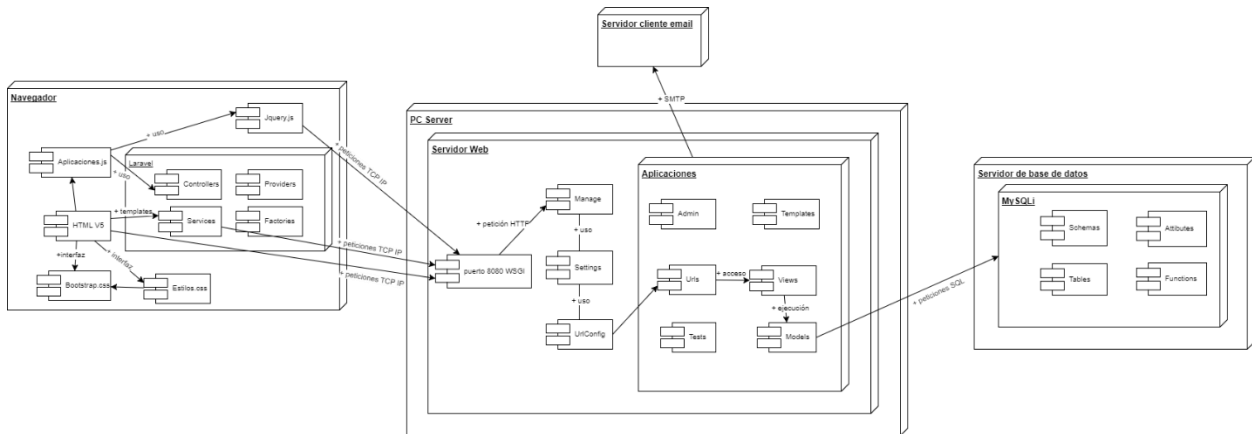 Servidor cliente email
+ SMTP
Navegador
Jquery.js
+ uso
Aplicaciones.js
+ uso
Laravel
Controllers
Providers
+ templates
Services
Factories
HTML V5
+interfaz
+ interfaz
Bootstrap.css
Estilos.css
+ peticiones TCP IP
+ peticiones TCP IP
+ peticiones TCP IP
PC Server
Servidor Web
Manage
+ petición HTTP
+ uso
puerto 8080 WSGI
Settings
+ uso
UrlConfig
Aplicaciones
Admin
Templates
Urls
+ acceso
Views
+ ejecución
Tests
Models
+ peticiones SQL
Servidor de base de datos
MySQLi
Schemas
Attibutes
Tables
Functions